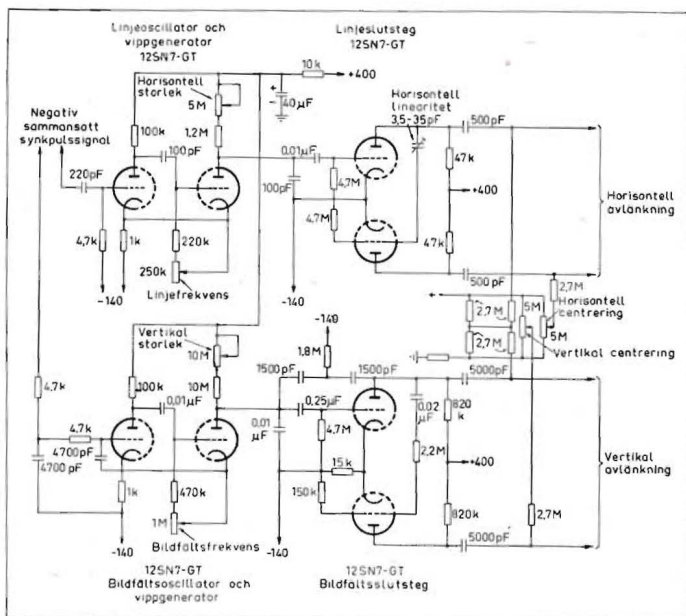 Linjeoscillator och
vippgenerator
12SN7-GT
Linjeslutsteg
12SN7-GT
Horisontell
storlek
5M
10k
+400
+
-
40μF
Horisontell
linearitet
3,5-35pF
500pF
Negativ
sammansatt
synkpulssignal
100k
100pF
1,2M
0.01μF
220pF
100pF
4,7M
4,7M
47k
+400
47k
Horisontell
avlänkning
4,7k
1k
220k
250k
-140
Linjefrekvens
-140
500pF
2,7M
Horisontell
centrering
5M
5M
2,7M
2,7M
Vertikal centrering
Vertikal
storlek
10M
-140
1,8M
1500pF
1500pF
5000pF
4,7k
100k
0,01μF
10M
0,25μF
0,01
μF
0,02
μF
820
k
4,7k
4700pF
4700pF
4,7M
15k
2,2M
+400
Vertikal
avlänkning
1k
470k
1M
150k
820k
2,7M
-140
Bildfältsfrekvens
-140
5000pF
12SN7-GT
Bildfältsoscillator och
vippgenerator
12SN7-GT
Bildfältsslutsteg